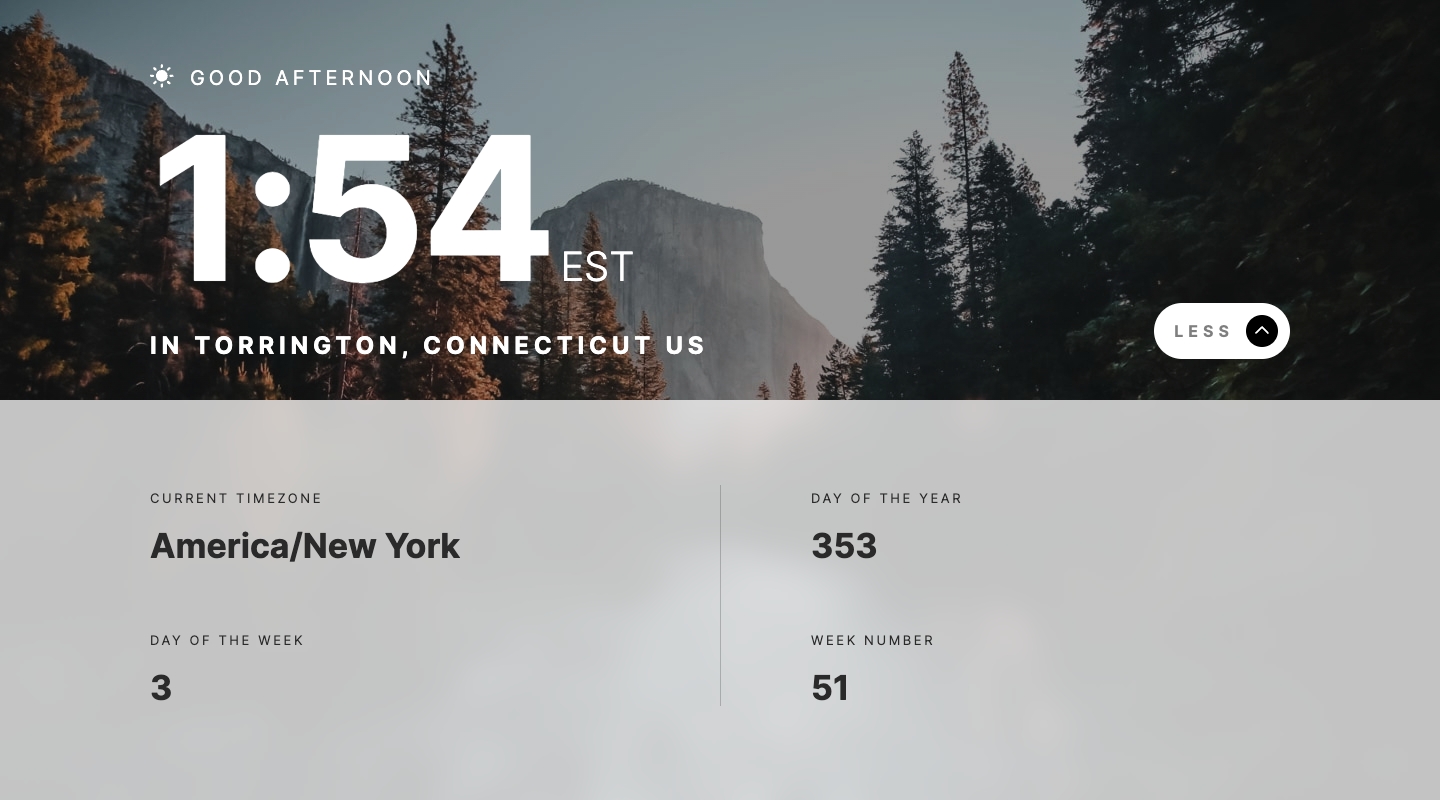 GOOD AFTERNOON
1:54 EST
IN TORRINGTON, CONNECTICUT US
LESS
CURRENT TIMEZONE
America/New York
DAY OF THE WEEK
3
DAY OF THE YEAR
353
WEEK NUMBER
51